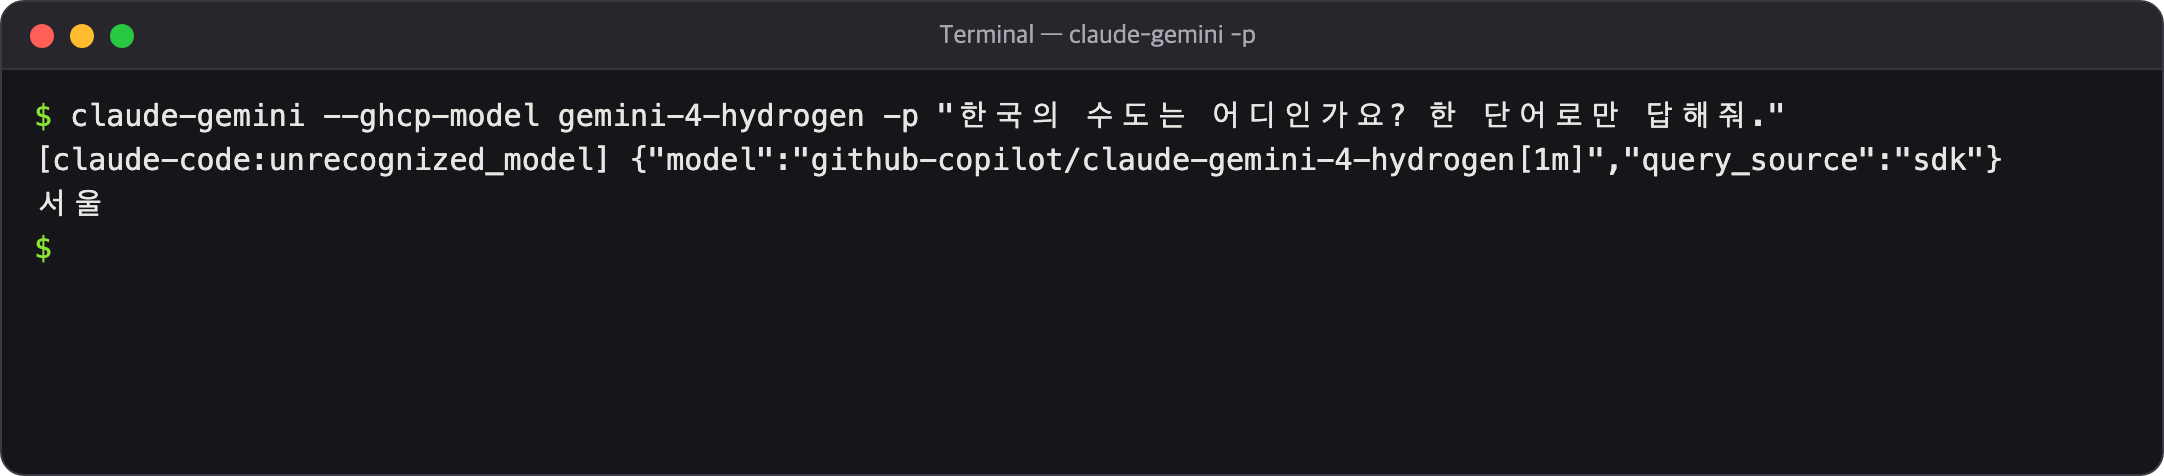 Terminal — claude-gemini -p
$ claude-gemini --ghcp-model gemini-4-hydrogen -p "한국의 수도는 어디인가요? 한 단어로만 답해줘."
[claude-code:unrecognized_model] {"model":"github-copilot/claude-gemini-4-hydrogen[1m]","query_source":"sdk"}
서울
$